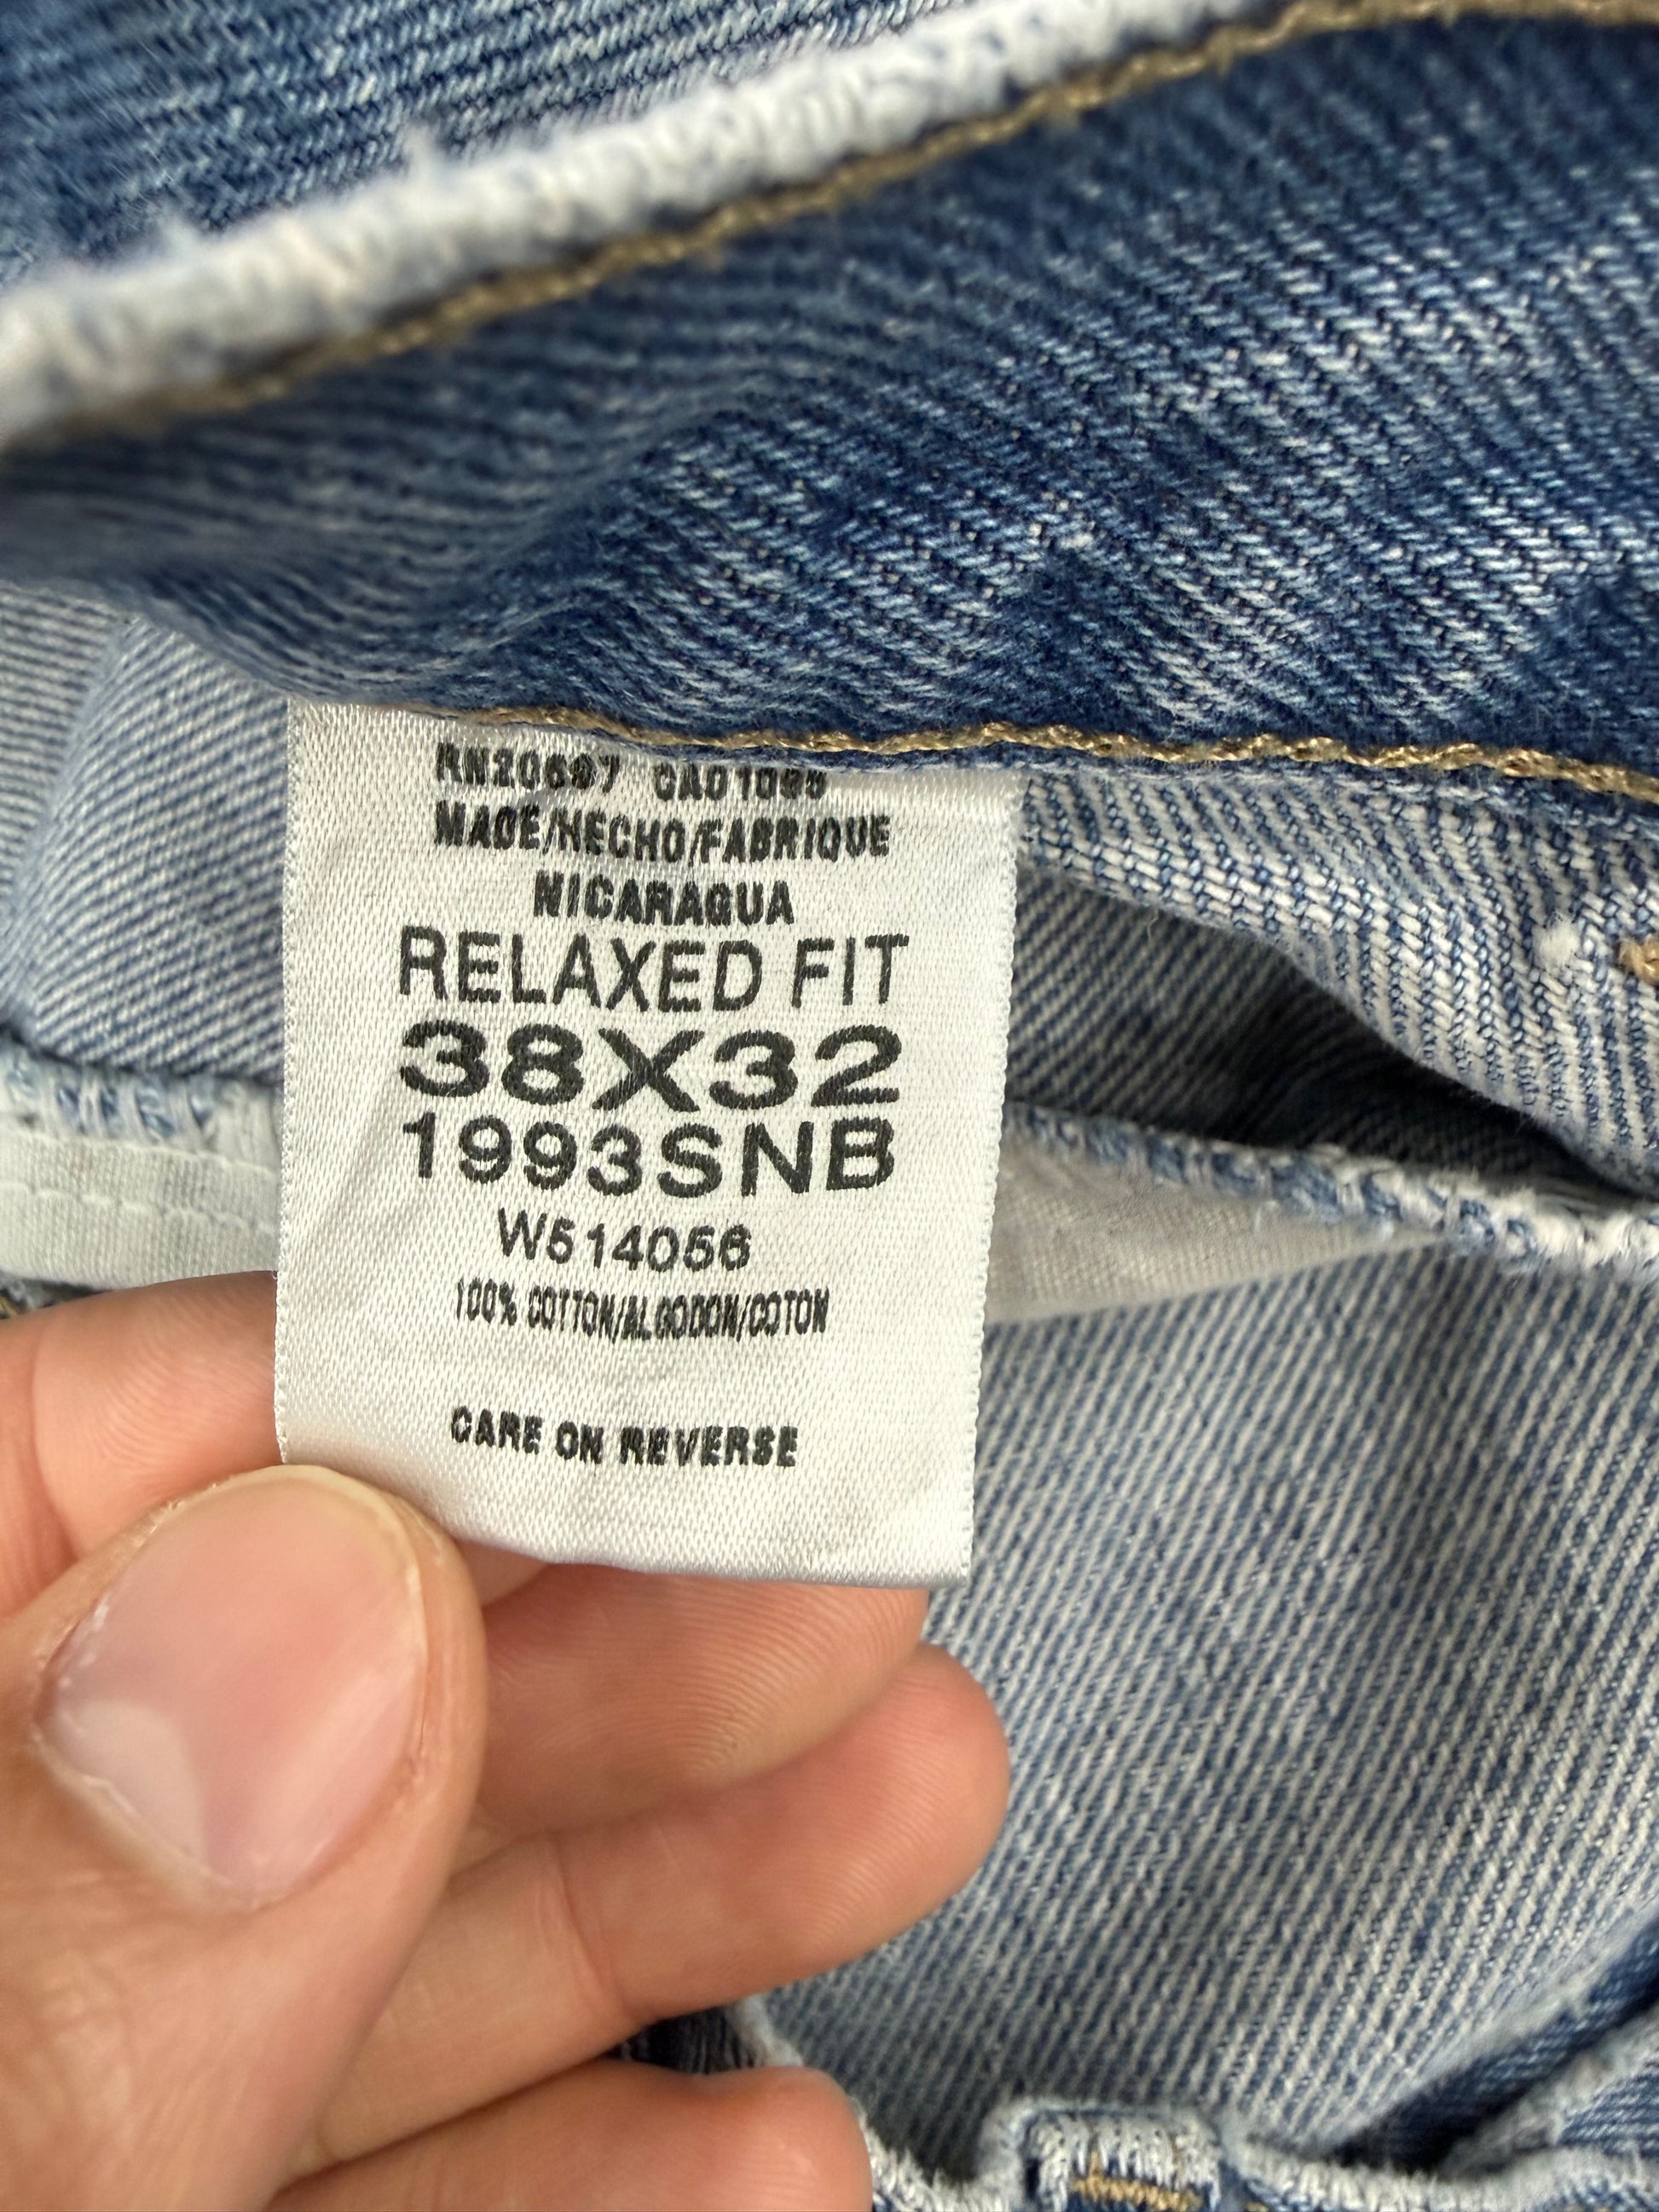 RN20697 CA01065
MADE/HECHO/FABRIQUE
NICARAGUA
RELAXED FIT
38X32
1993SNB
W514056
100% COTTON/ALGODON/COTON
CARE ON REVERSE